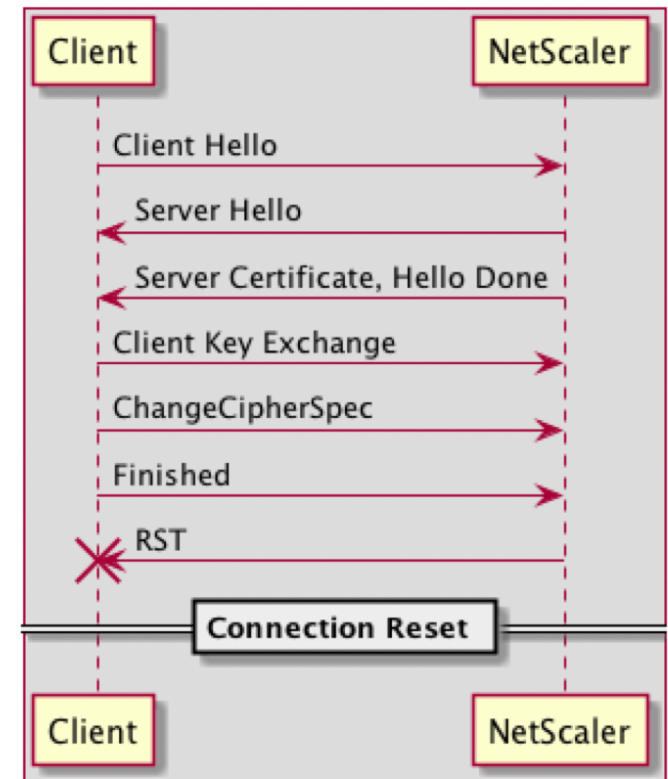 Client
NetScaler
Client Hello
Server Hello
Server Certificate, Hello Done
Client Key Exchange
ChangeCipherSpec
Finished
RST
Connection Reset
Client
NetScaler